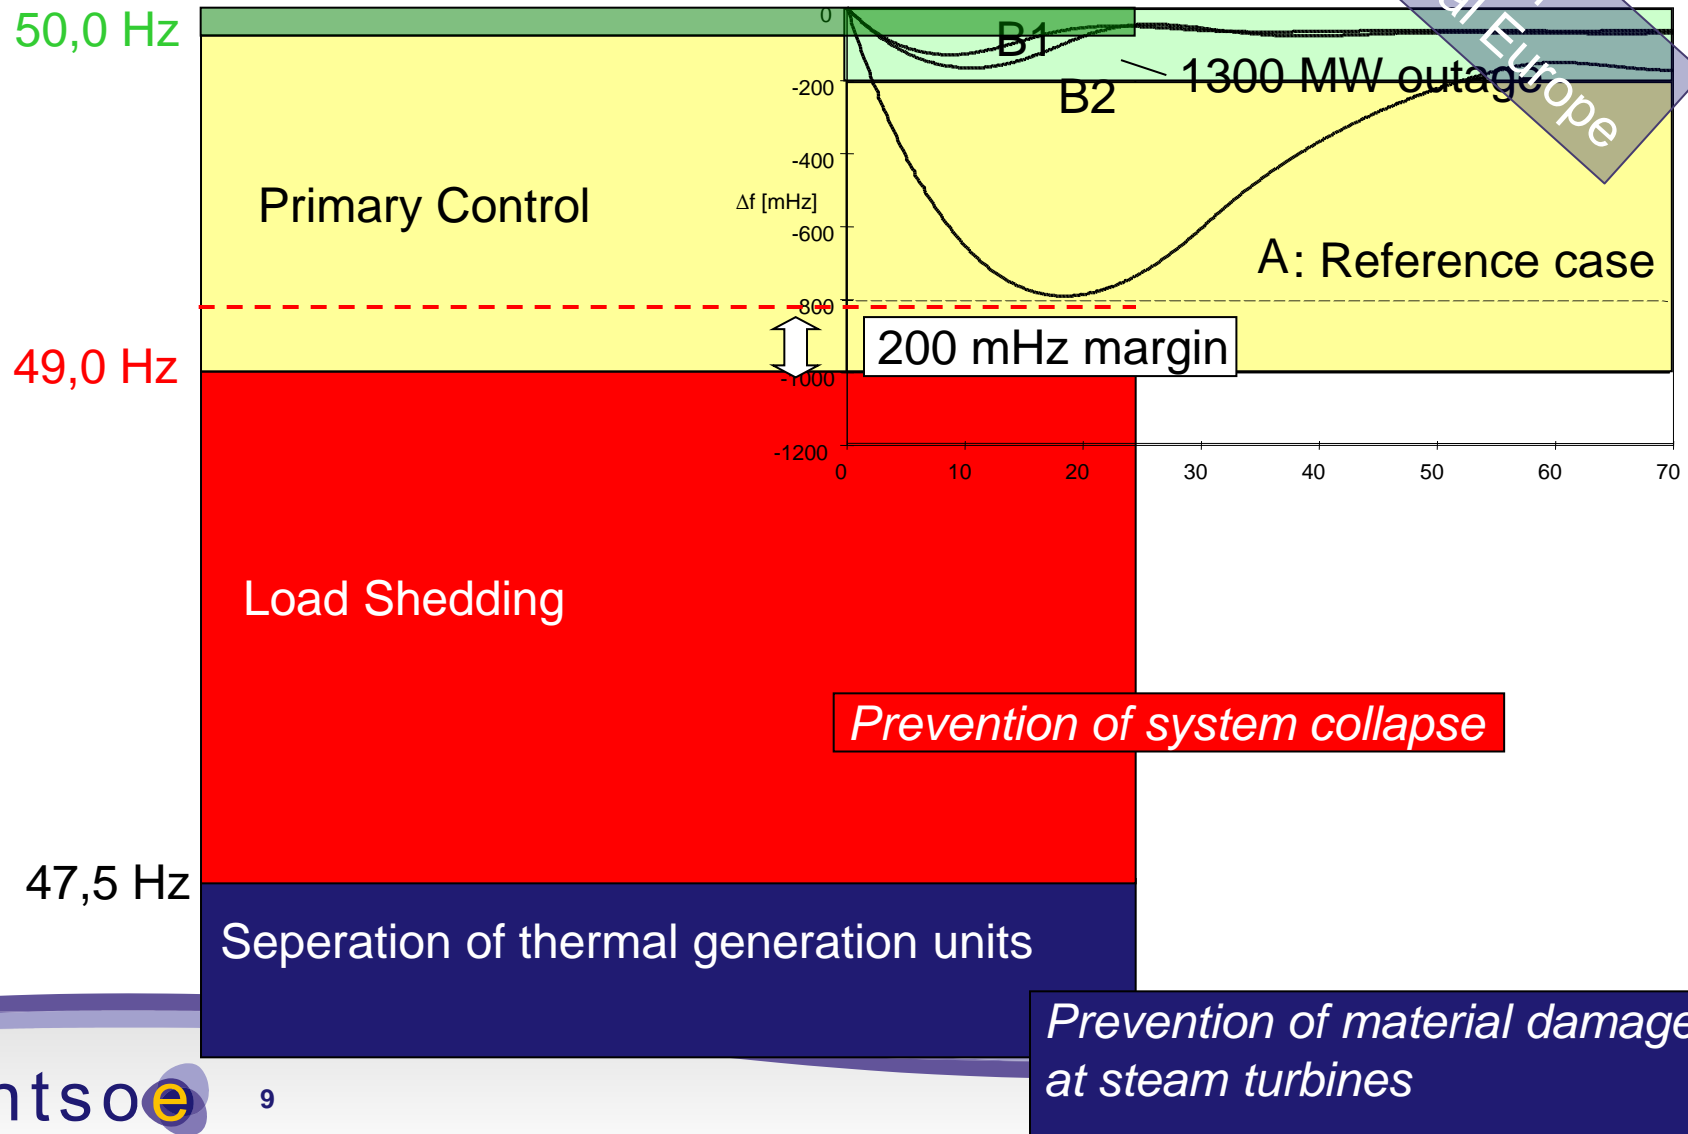 50,0 Hz
0
B1
-200
1300 MW outage
B2
Europe
-400
Primary Control
Δf [mHz]
-600
A: Reference case
800
200 mHz margin
49,0 Hz
-1000
-1200
0 10 20 30 40 50 60 70
Load Shedding
Prevention of system collapse
47,5 Hz
Seperation of thermal generation units
Prevention of material damage
at steam turbines
ntsoe
9